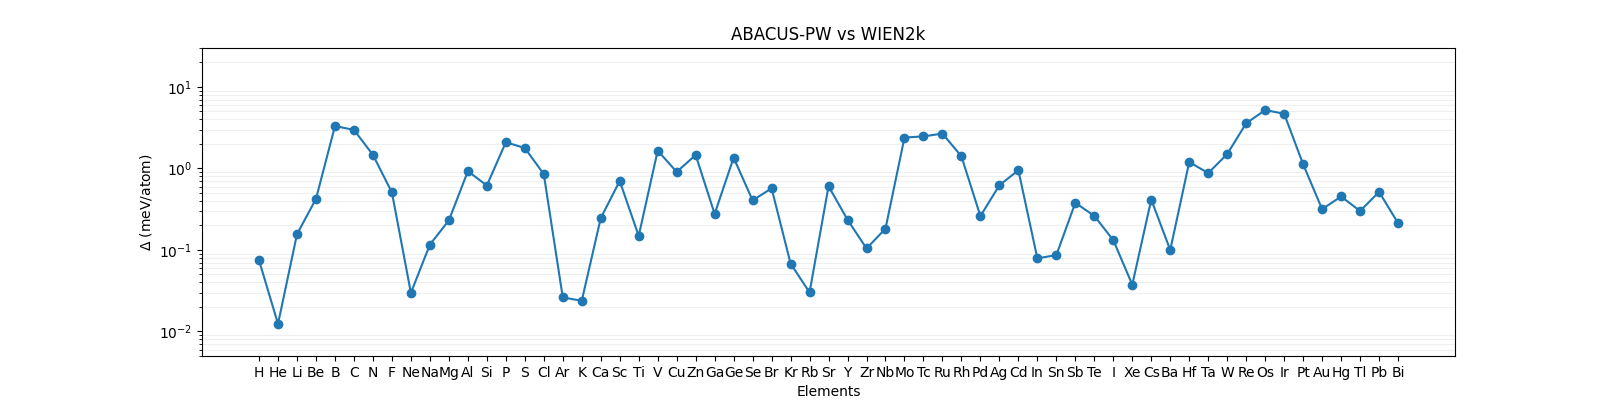 ABACUS-PW vs WIEN2k
10¹
10⁰
10⁻¹
10⁻²
Δ (meV/atom)
H He Li Be B C N F Ne Na Mg Al Si P S Cl Ar K Ca Sc Ti V Cu Zn Ga Ge Se Br Kr Rb Sr Y Zr Nb Mo Tc Ru Rh Pd Ag Cd In Sn Sb Te I Xe Cs Ba Hf Ta W Re Os Ir Pt Au Hg Tl Pb Bi
Elements